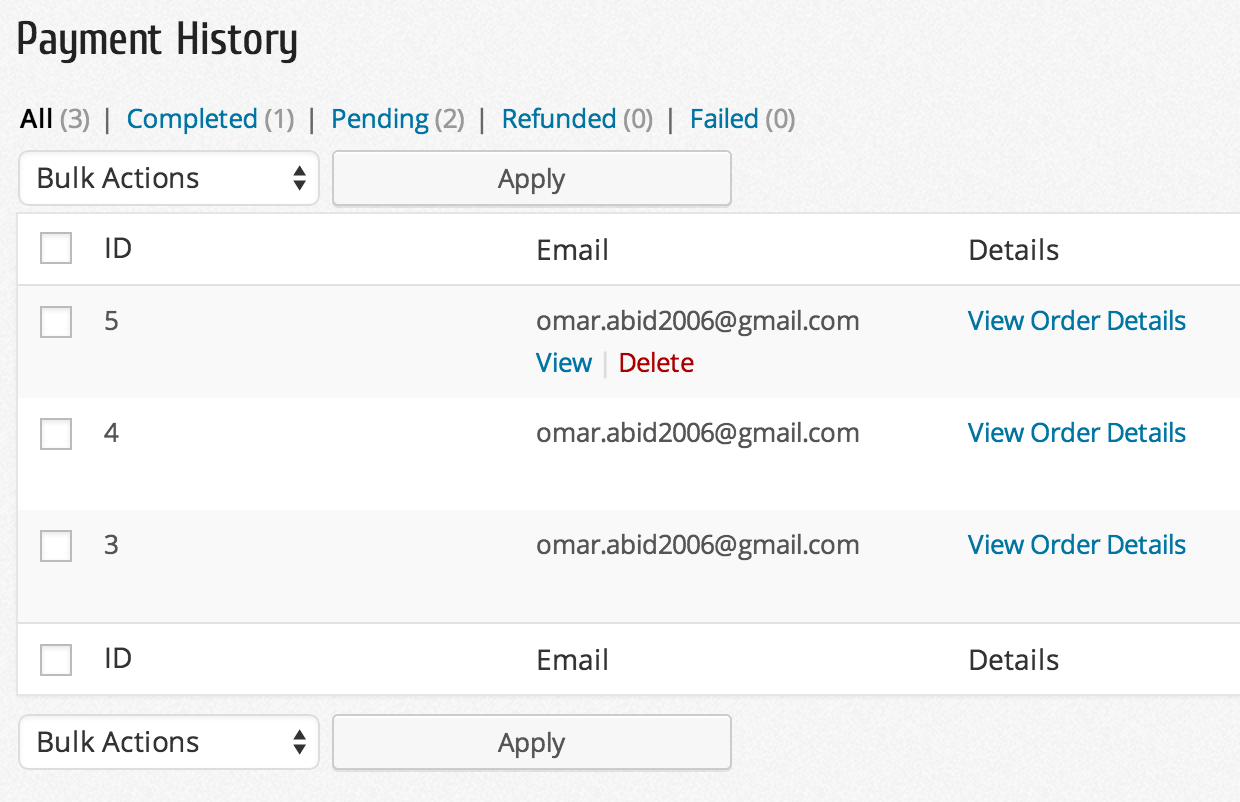 Payment History
All (3) | Completed (1) | Pending (2) | Refunded (0) | Failed (0)
Bulk Actions Apply
ID Email Details
5 omar.abid2006@gmail.com View Order Details
View | Delete
4 omar.abid2006@gmail.com View Order Details
3 omar.abid2006@gmail.com View Order Details
ID Email Details
Bulk Actions Apply